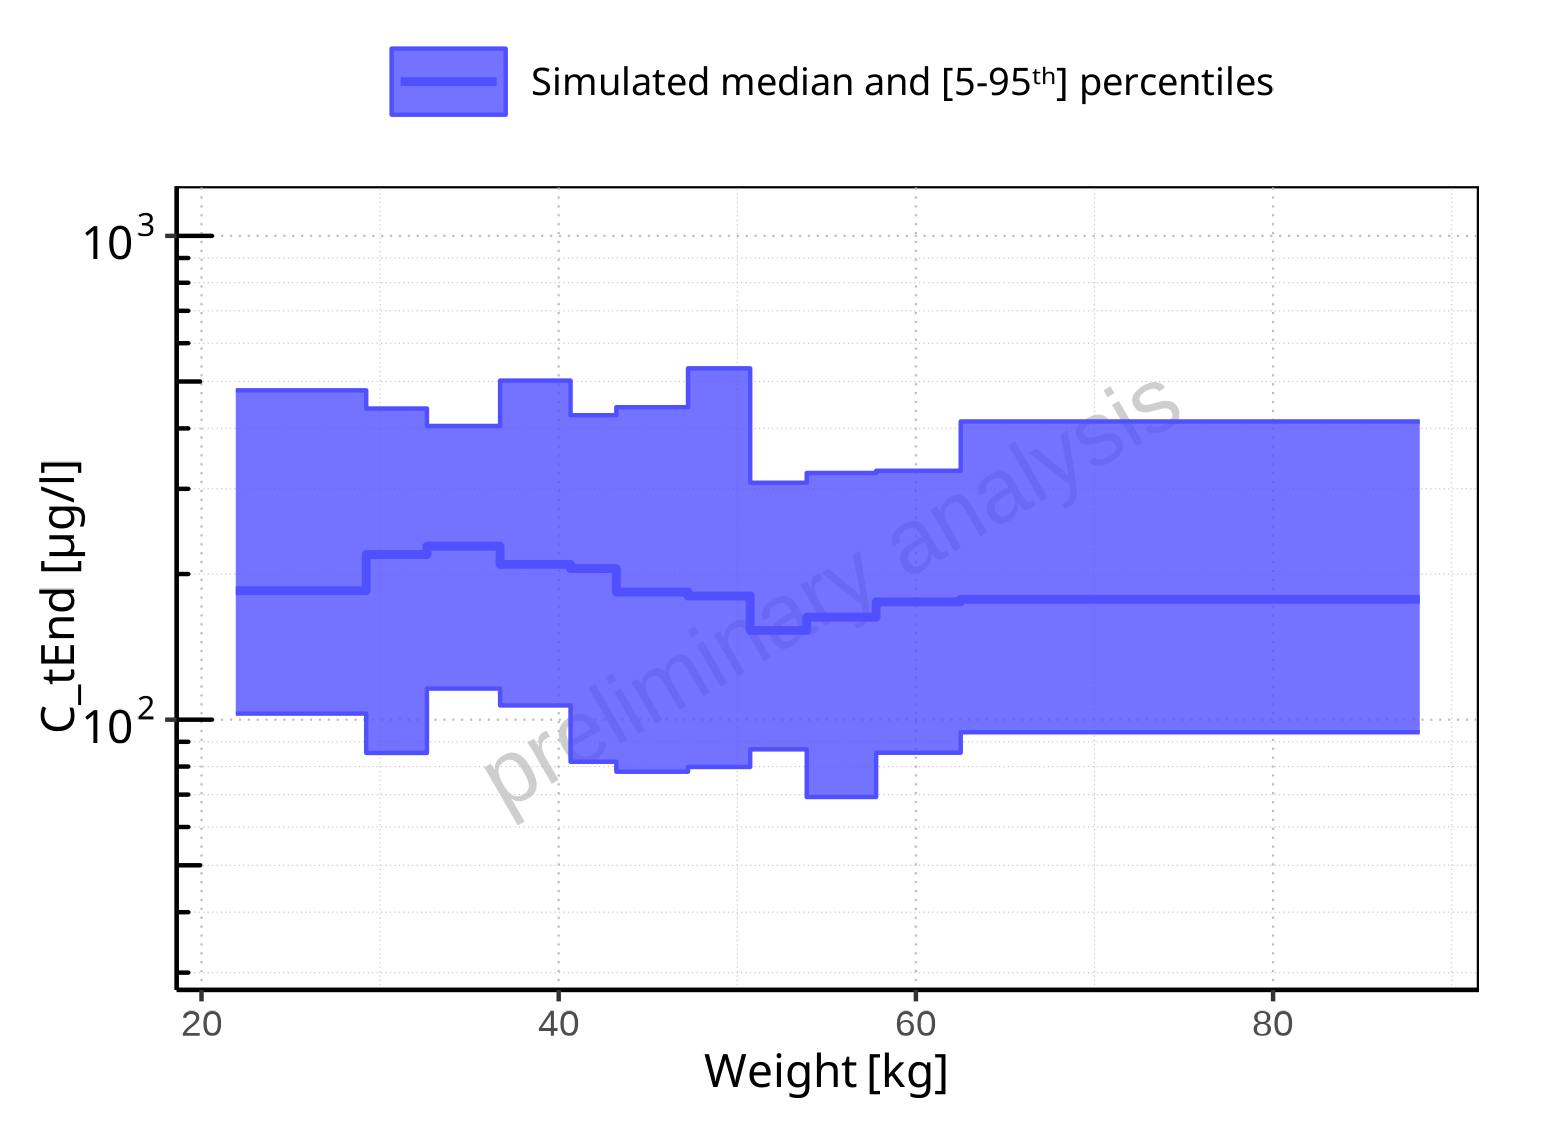 Simulated median and [5-95ᵗʰ] percentiles
10³
C_tEnd [µg/l]
preliminary analysis
10²
20 40 60 80
Weight [kg]